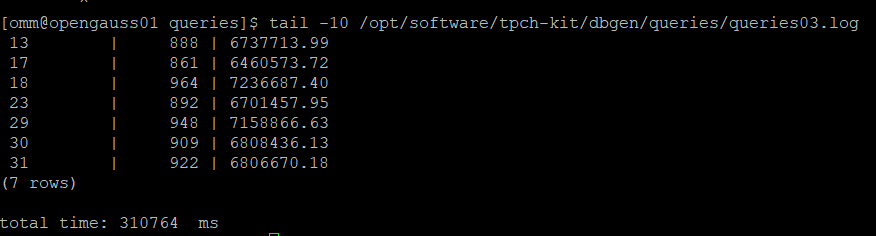 [omm@opengauss01 queries]$ tail -10 /opt/software/tpch-kit/dbgen/queries/queries03.log
13 | 888 | 6737713.99
17 | 861 | 6460573.72
18 | 964 | 7236687.40
23 | 892 | 6701457.95
29 | 948 | 7158866.63
30 | 909 | 6808436.13
31 | 922 | 6806670.18
(7 rows)
total time: 310764 ms